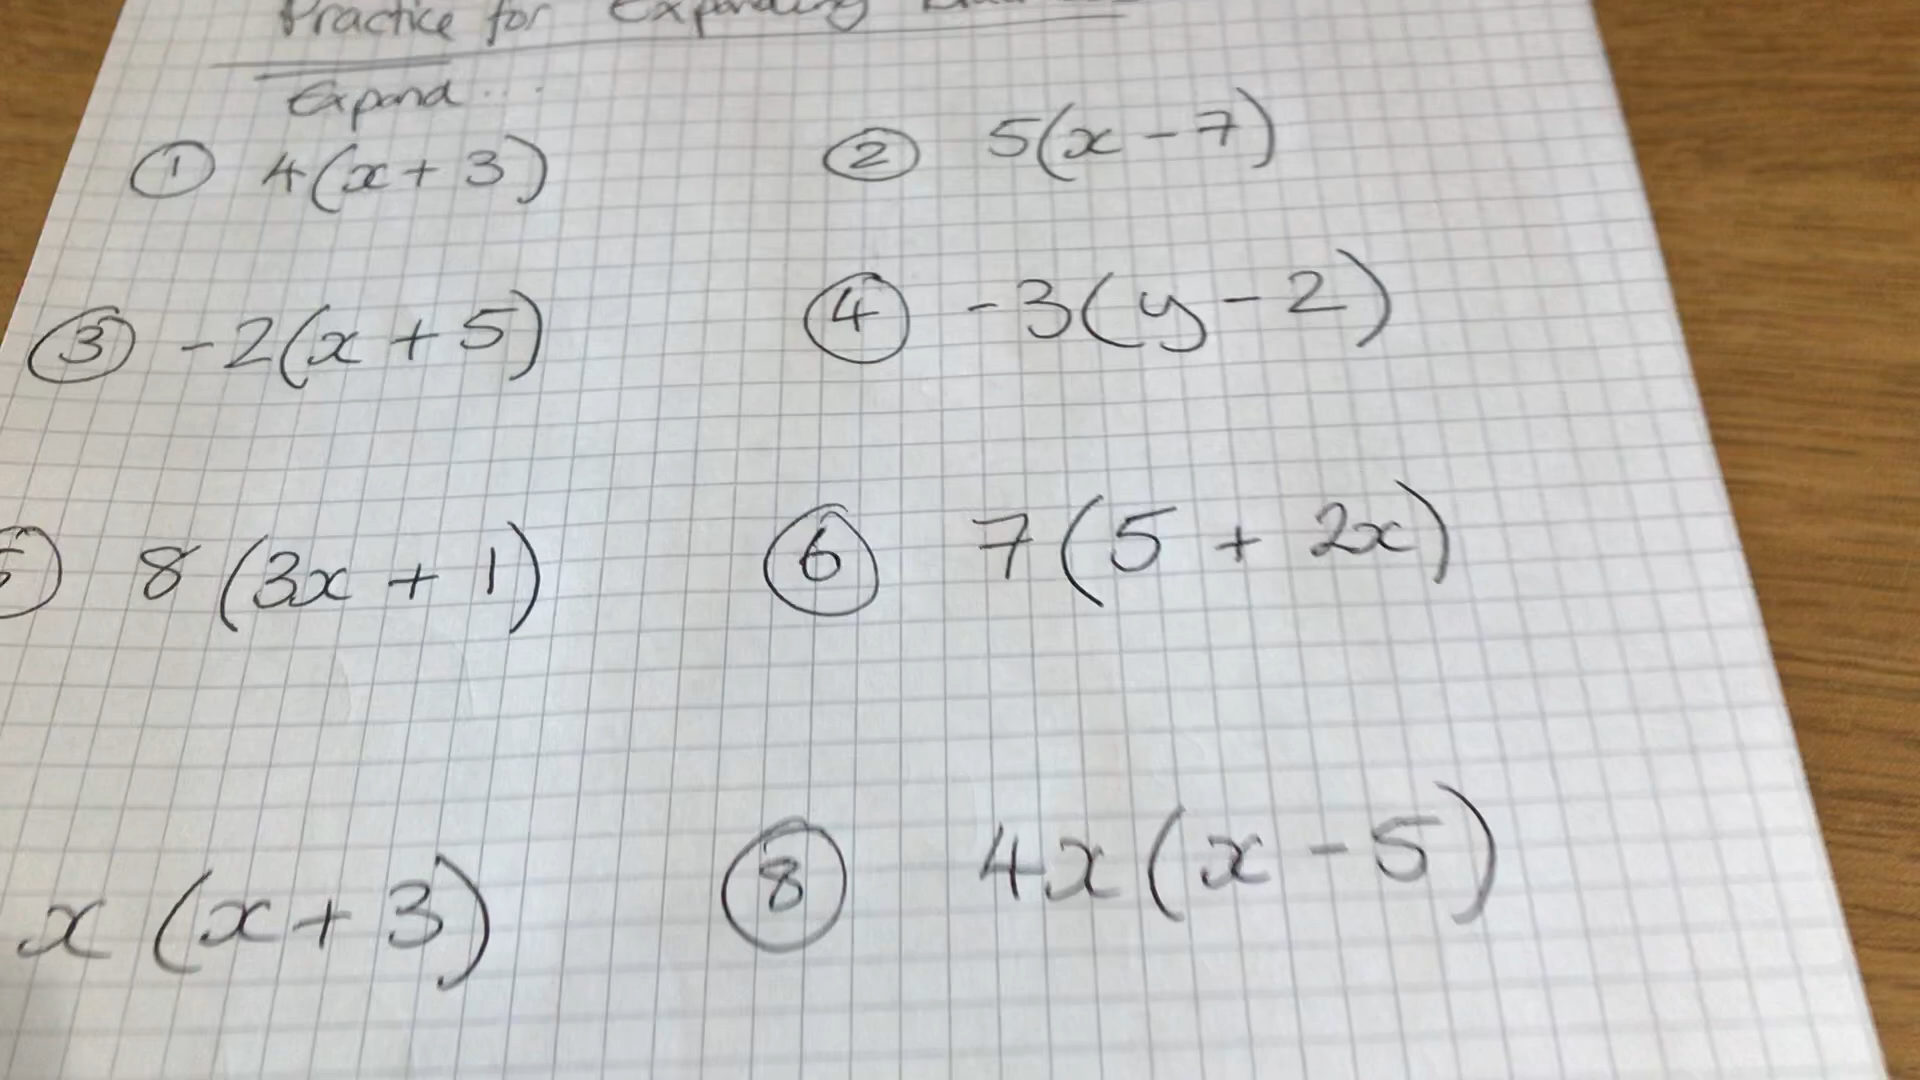 Practice for Expanding
Expand...
① 4(x+3) ② 5(x-7)
③ -2(x+5) ④ -3(y-2)
8(3x+1) ⑥ 7(5+2x)
x(x+3) ⑧ 4x(x-5)